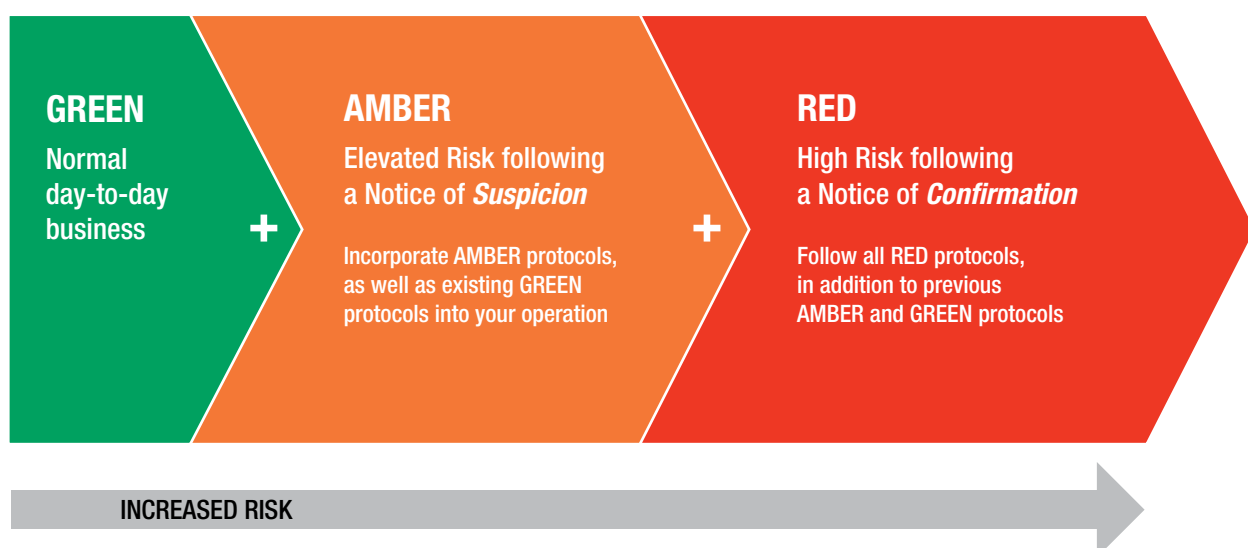 GREEN
Normal
day-to-day
business
+
AMBER
Elevated Risk following
a Notice of Suspicion
Incorporate AMBER protocols,
as well as existing GREEN
protocols into your operation
+
RED
High Risk following
a Notice of Confirmation
Follow all RED protocols,
in addition to previous
AMBER and GREEN protocols
INCREASED RISK